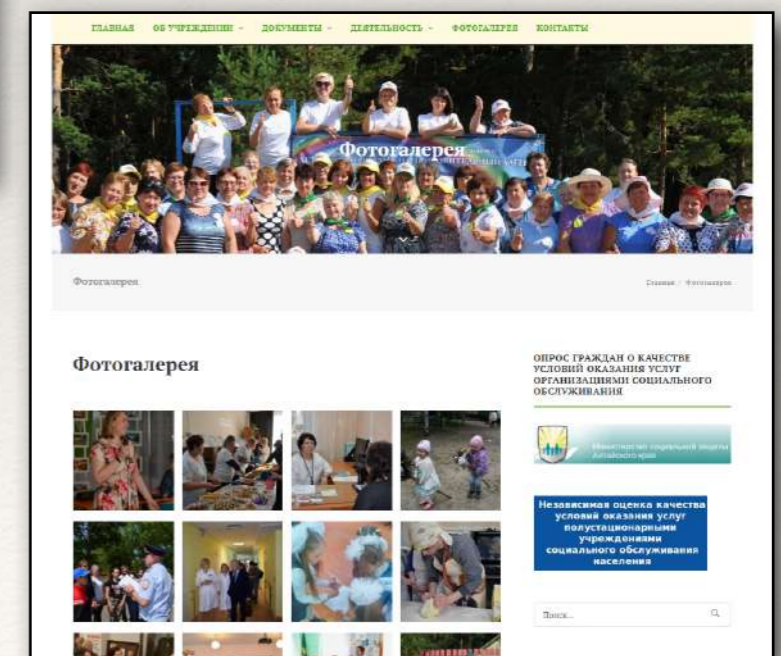 ГЛАВНАЯ ОБ УЧРЕЖДЕНИИ ДОКУМЕНТЫ ДЕЯТЕЛЬНОСТЬ ФОТОГАЛЕРЕЯ КОНТАКТЫ
Фотогалерея
Фотогалерея
Главная / Фотогалерея
Фотогалерея
ОПРОС ГРАЖДАН О КАЧЕСТВЕ
УСЛОВИЙ ОКАЗАНИЯ УСЛУГ
ОРГАНИЗАЦИЯМИ СОЦИАЛЬНОГО
ОБСЛУЖИВАНИЯ
Министерство социальной защиты
Алтайского края
Независимая оценка качества
условий оказания услуг
полустационарными
учреждениями
социального обслуживания
населения
Поиск...